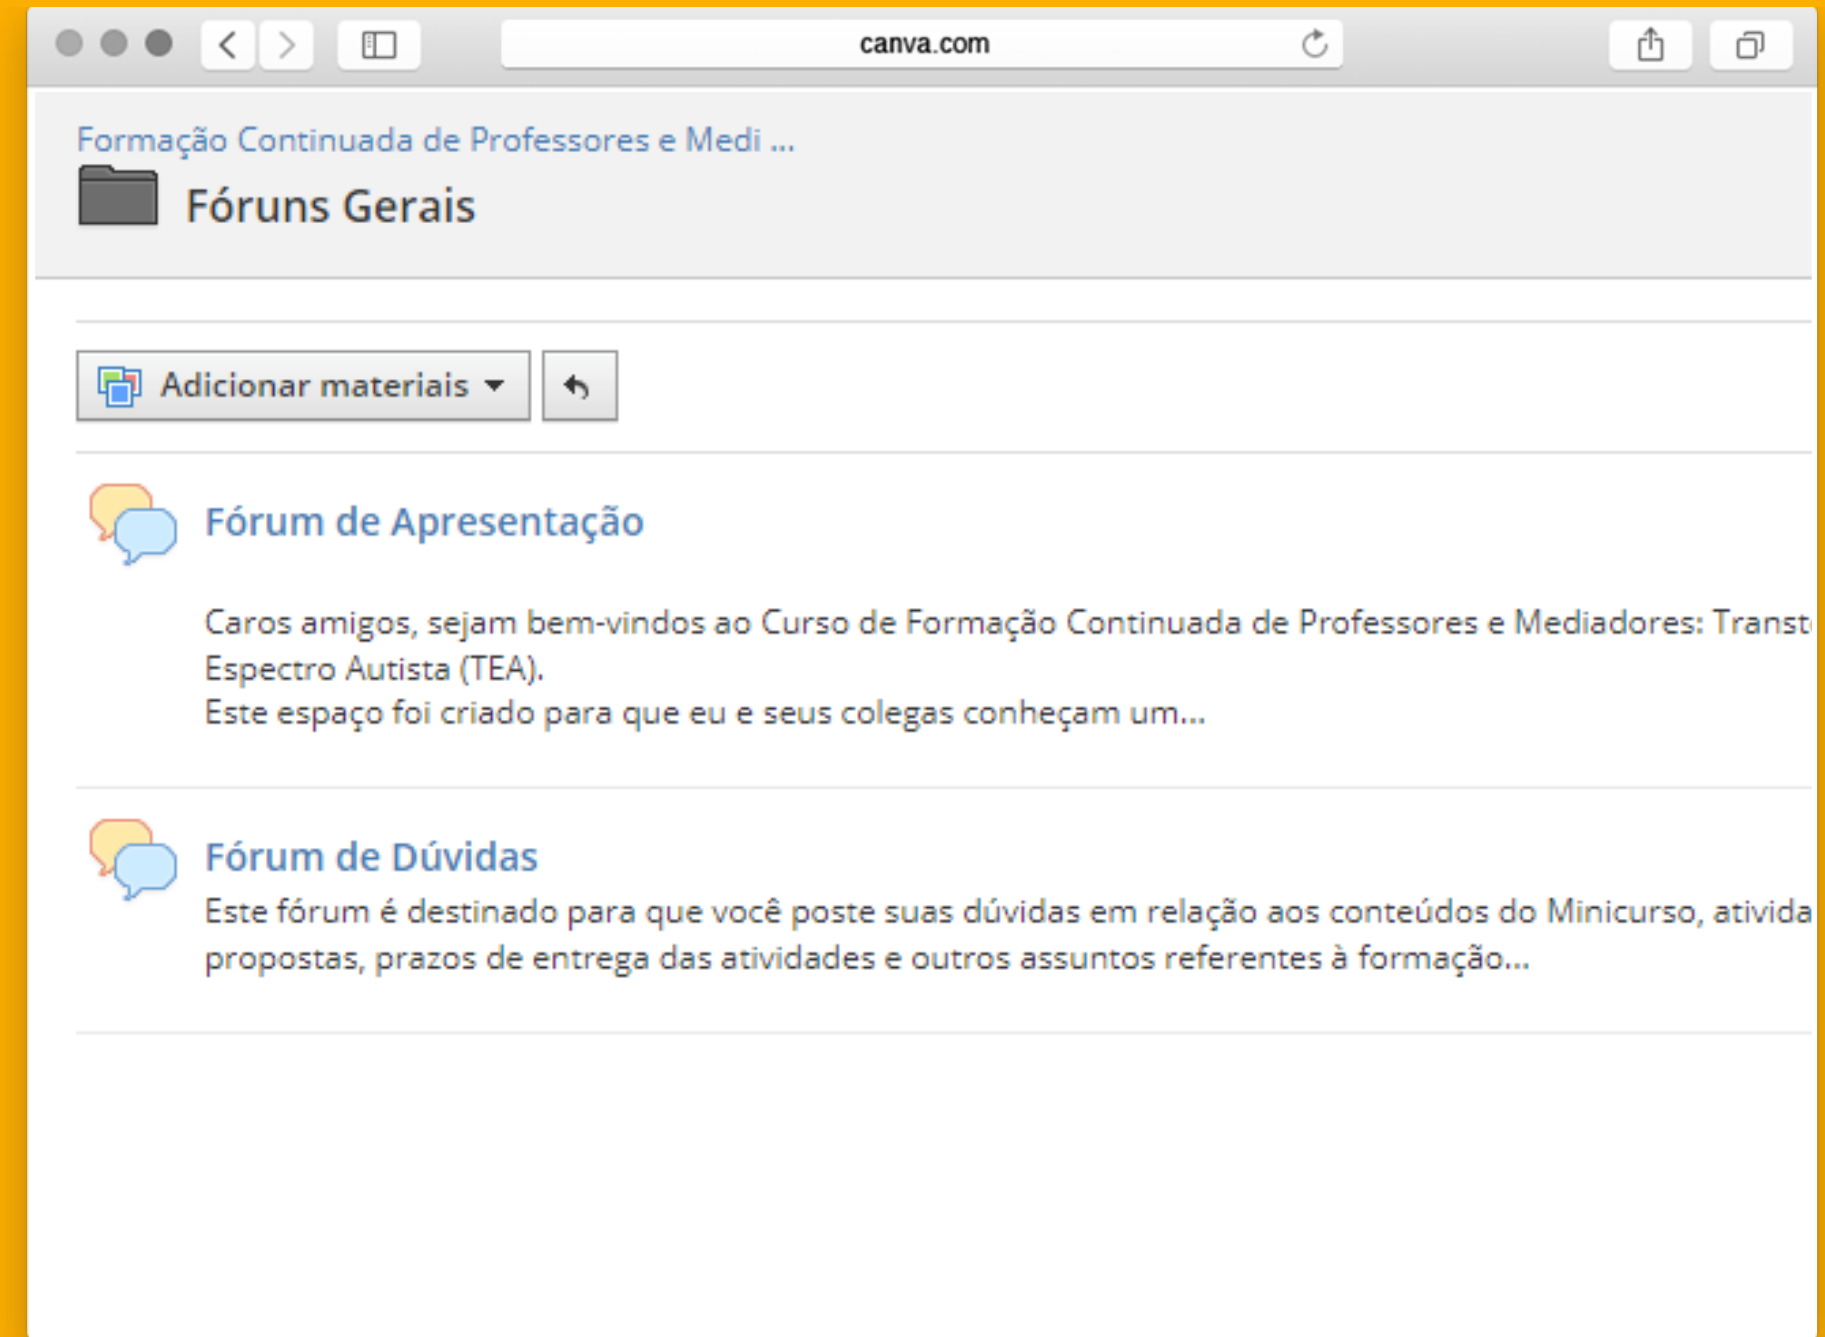 canva.com
Formação Continuada de Professores e Medi ...
Fóruns Gerais
Adicionar materiais
Fórum de Apresentação
Caros amigos, sejam bem-vindos ao Curso de Formação Continuada de Professores e Mediadores:
Espectro Autista (TEA).
Este espaço foi criado para que eu e seus colegas conheçam um...
Fórum de Dúvidas
Este fórum é destinado para que você poste suas dúvidas em relação aos conteúdos do Minicurso, ativida
propostas, prazos de entrega das atividades e outros assuntos referentes à formação...